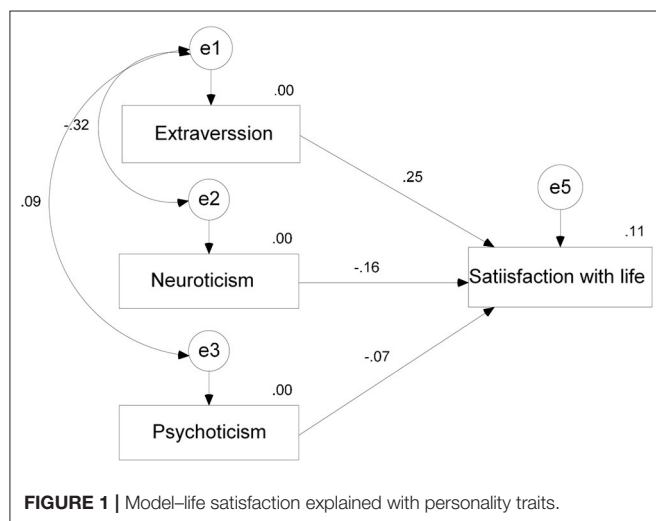 e1
.00
Extraverssion
-.32
.25
.09
e2
e5
.00
.11
Neuroticism
-.16
Satiisfaction with life
e3
-.07
.00
Psychoticism
FIGURE 1 | Model–life satisfaction explained with personality traits.